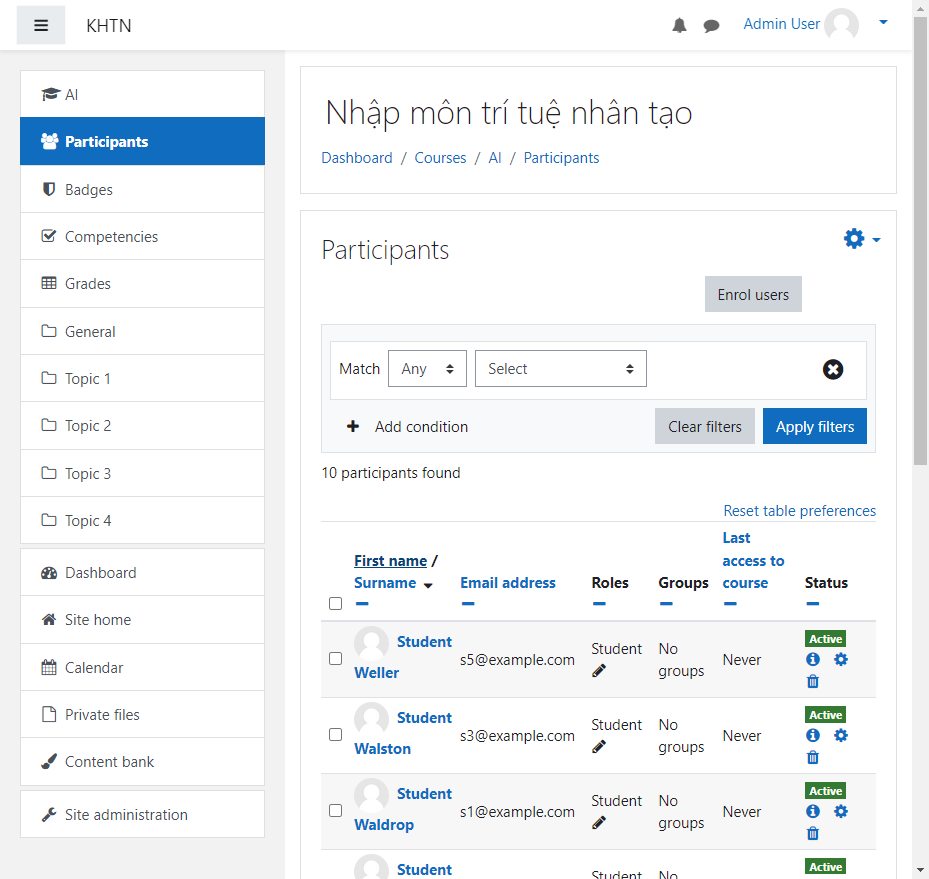 KHTN
Admin User
AI
Participants
Badges
Competencies
Grades
General
Topic 1
Topic 2
Topic 3
Topic 4
Dashboard
Site home
Calendar
Private files
Content bank
Site administration
Nhập môn trí tuệ nhân tạo
Dashboard / Courses / AI / Participants
Participants
Enrol users
Match Any Select
Add condition Clear filters Apply filters
10 participants found
Reset table preferences
First name / Surname Email address Roles Groups Last access to course Status
Student Weller s5@example.com Student No groups Never Active
Student Walston s3@example.com Student No groups Never Active
Student Waldrop s1@example.com Student No groups Never Active
Student Student No Active